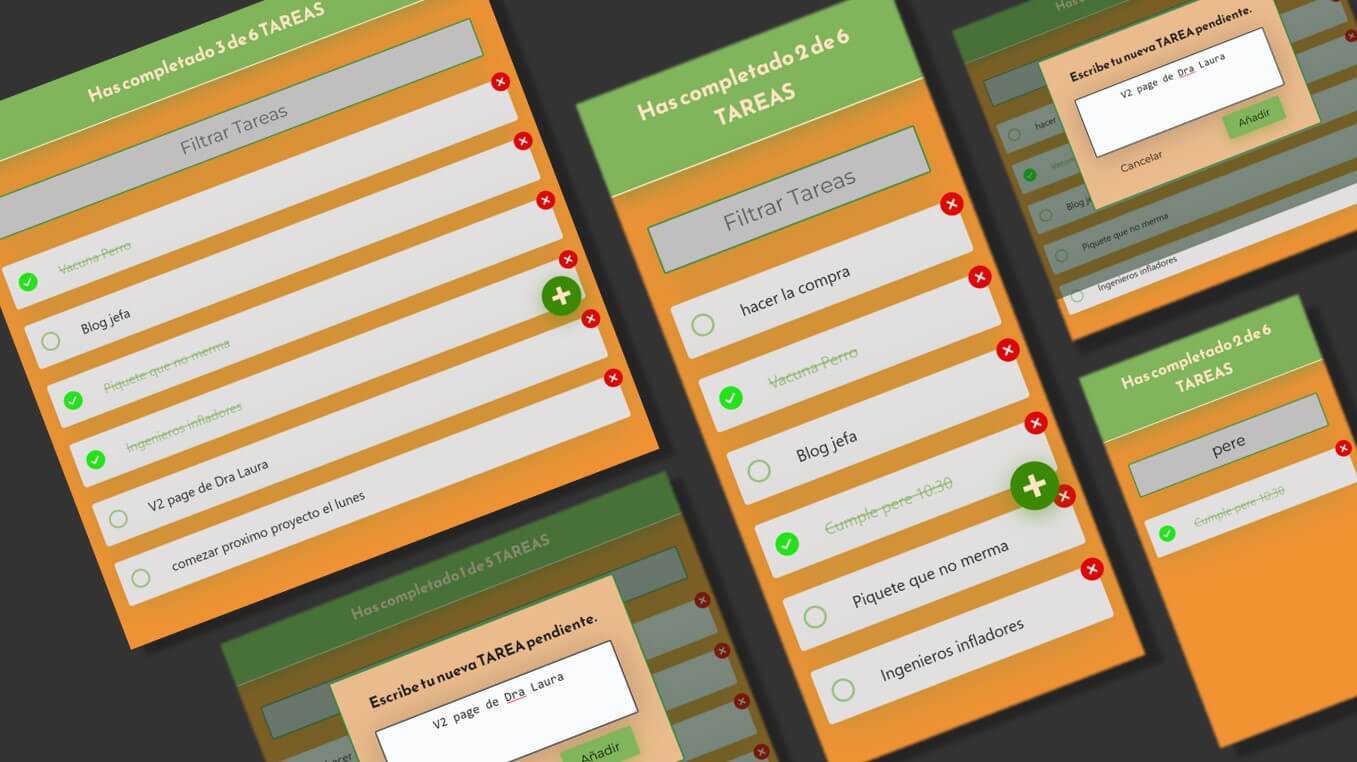 Has completado 3 de 6 TAREAS
Filtrar Tareas
Vacuna Perro
Blog jefa
Piquete que no merma
Ingenieros infladores
V2 page de Dra Laura
comezar proximo proyecto el lunes
Has completado 2 de 6
TAREAS
Filtrar Tareas
hacer la compra
Vacuna Perro
Blog jefa
Cumple pere 10:30
Piquete que no merma
Ingenieros infladores
Has
Escribe tu nueva TAREA pendiente.
V2 page de Dra Laura
Añadir
Cancelar
hacer
Vacuna
Blog je
Piquete que no merma
Ingenieros infladores
Has completado 2 de 6
TAREAS
pere
Cumple pere 10:30
Has completado 1 de 5 TAREAS
Escribe tu nueva TAREA pendiente.
V2 page de Dra Laura
Añadir
hacer